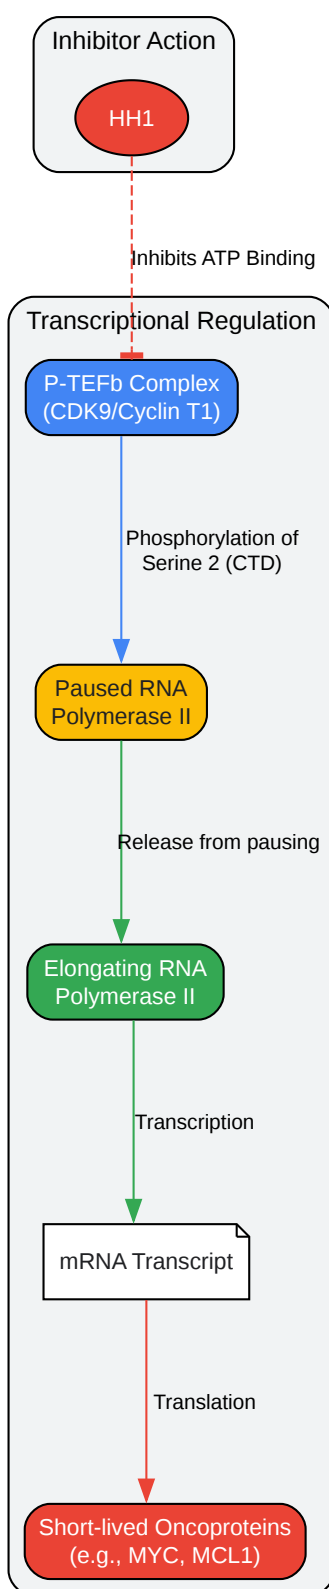 Inhibitor Action
HH1
Inhibits ATP Binding
Transcriptional Regulation
P-TEFb Complex
(CDK9/Cyclin T1)
Phosphorylation of
Serine 2 (CTD)
Paused RNA
Polymerase II
Release from pausing
Elongating RNA
Polymerase II
Transcription
mRNA Transcript
Translation
Short-lived Oncoproteins
(e.g., MYC, MCL1)